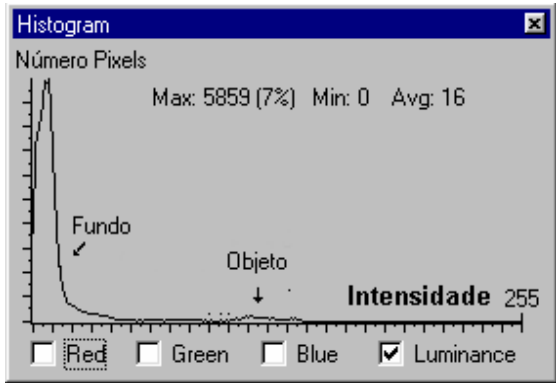 Histogram
Número Pixels
Max: 5859 (7%) Min: 0 Avg: 16
Fundo
Objeto
Intensidade 255
Red Green Blue Luminance